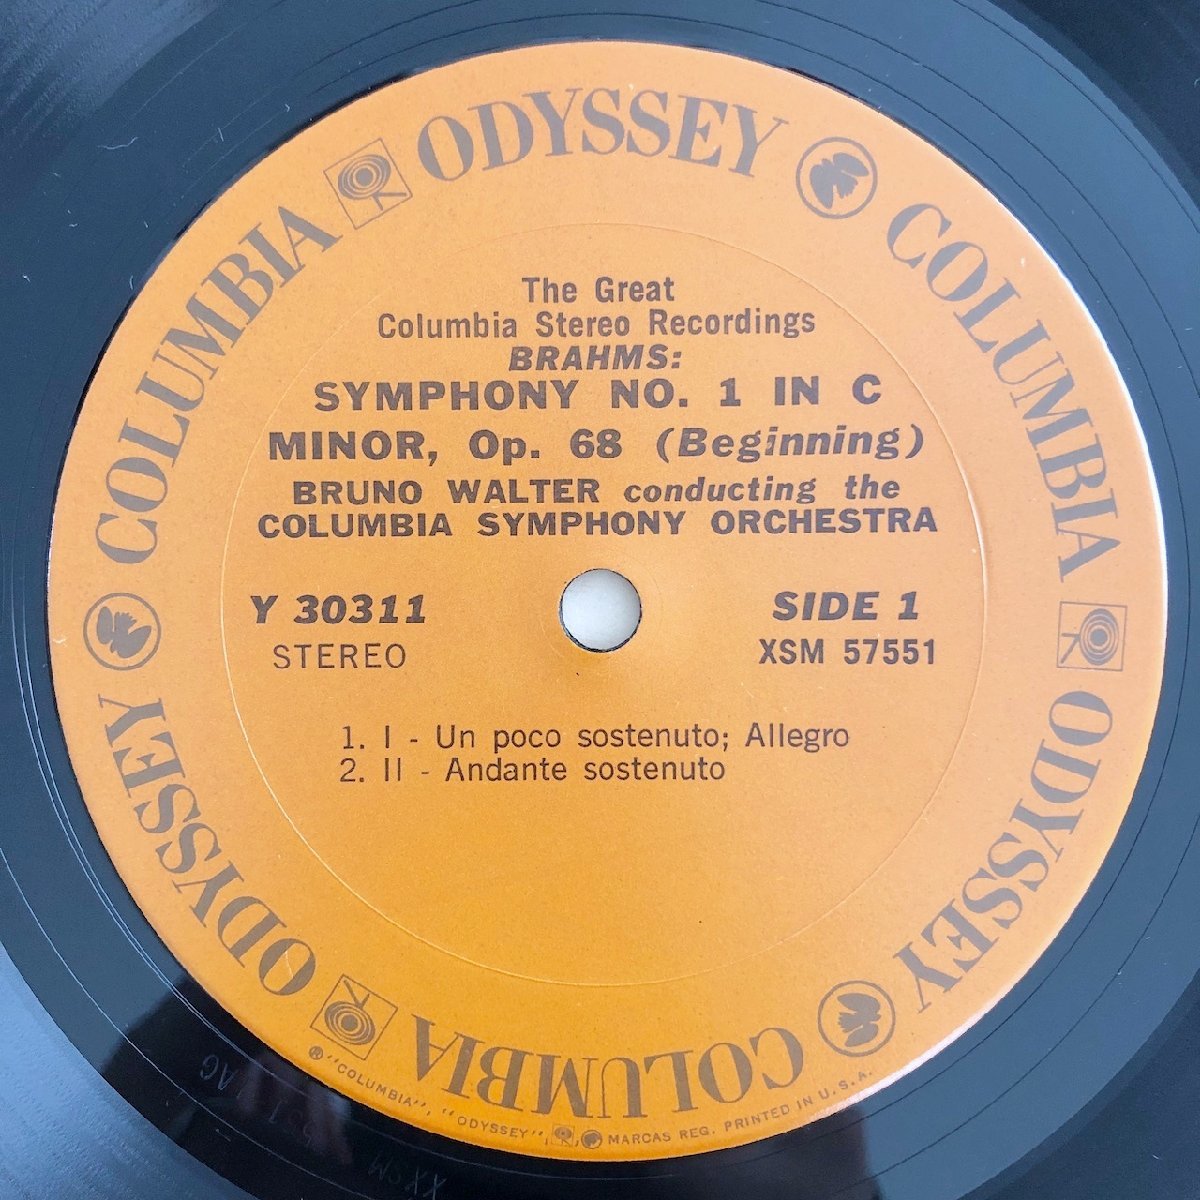 COLUMBIA ODYSSEY COLUMBIA ODYSSEY COLUMBIA ODYSSEY
The Great
Columbia Stereo Recordings
BRAHMS:
SYMPHONY NO. 1 IN C
MINOR, Op. 68 (Beginning)
BRUNO WALTER conducting the
COLUMBIA SYMPHONY ORCHESTRA
Y 30311
STEREO
SIDE 1
XSM 57551
1. I - Un poco sostenuto; Allegro
2. II - Andante sostenuto
® "COLUMBIA", "ODYSSEY", MARCAS REG. PRINTED IN U.S.A.